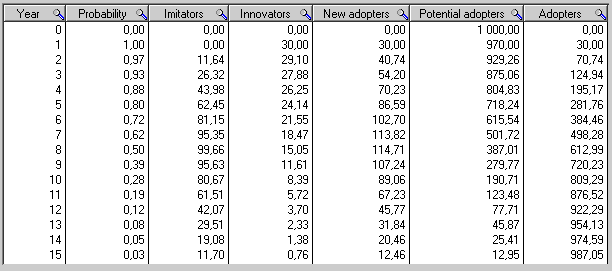 Year Probability Imitators Innovators New adopters Potential adopters Adopters
0 0,00 0,00 0,00 0,00 1 000,00 0,00
1 1,00 0,00 30,00 30,00 970,00 30,00
2 0,97 11,64 29,10 40,74 929,26 70,74
3 0,93 26,32 27,88 54,20 875,06 124,94
4 0,88 43,98 26,25 70,23 804,83 195,17
5 0,80 62,45 24,14 86,59 718,24 281,76
6 0,72 81,15 21,55 102,70 615,54 384,46
7 0,62 95,35 18,47 113,82 501,72 498,28
8 0,50 99,66 15,05 114,71 387,01 612,99
9 0,39 95,63 11,61 107,24 279,77 720,23
10 0,28 80,67 8,39 89,06 190,71 809,29
11 0,19 61,51 5,72 67,23 123,48 876,52
12 0,12 42,07 3,70 45,77 77,71 922,29
13 0,08 29,51 2,33 31,84 45,87 954,13
14 0,05 19,08 1,38 20,46 25,41 974,59
15 0,03 11,70 0,76 12,46 12,95 987,05